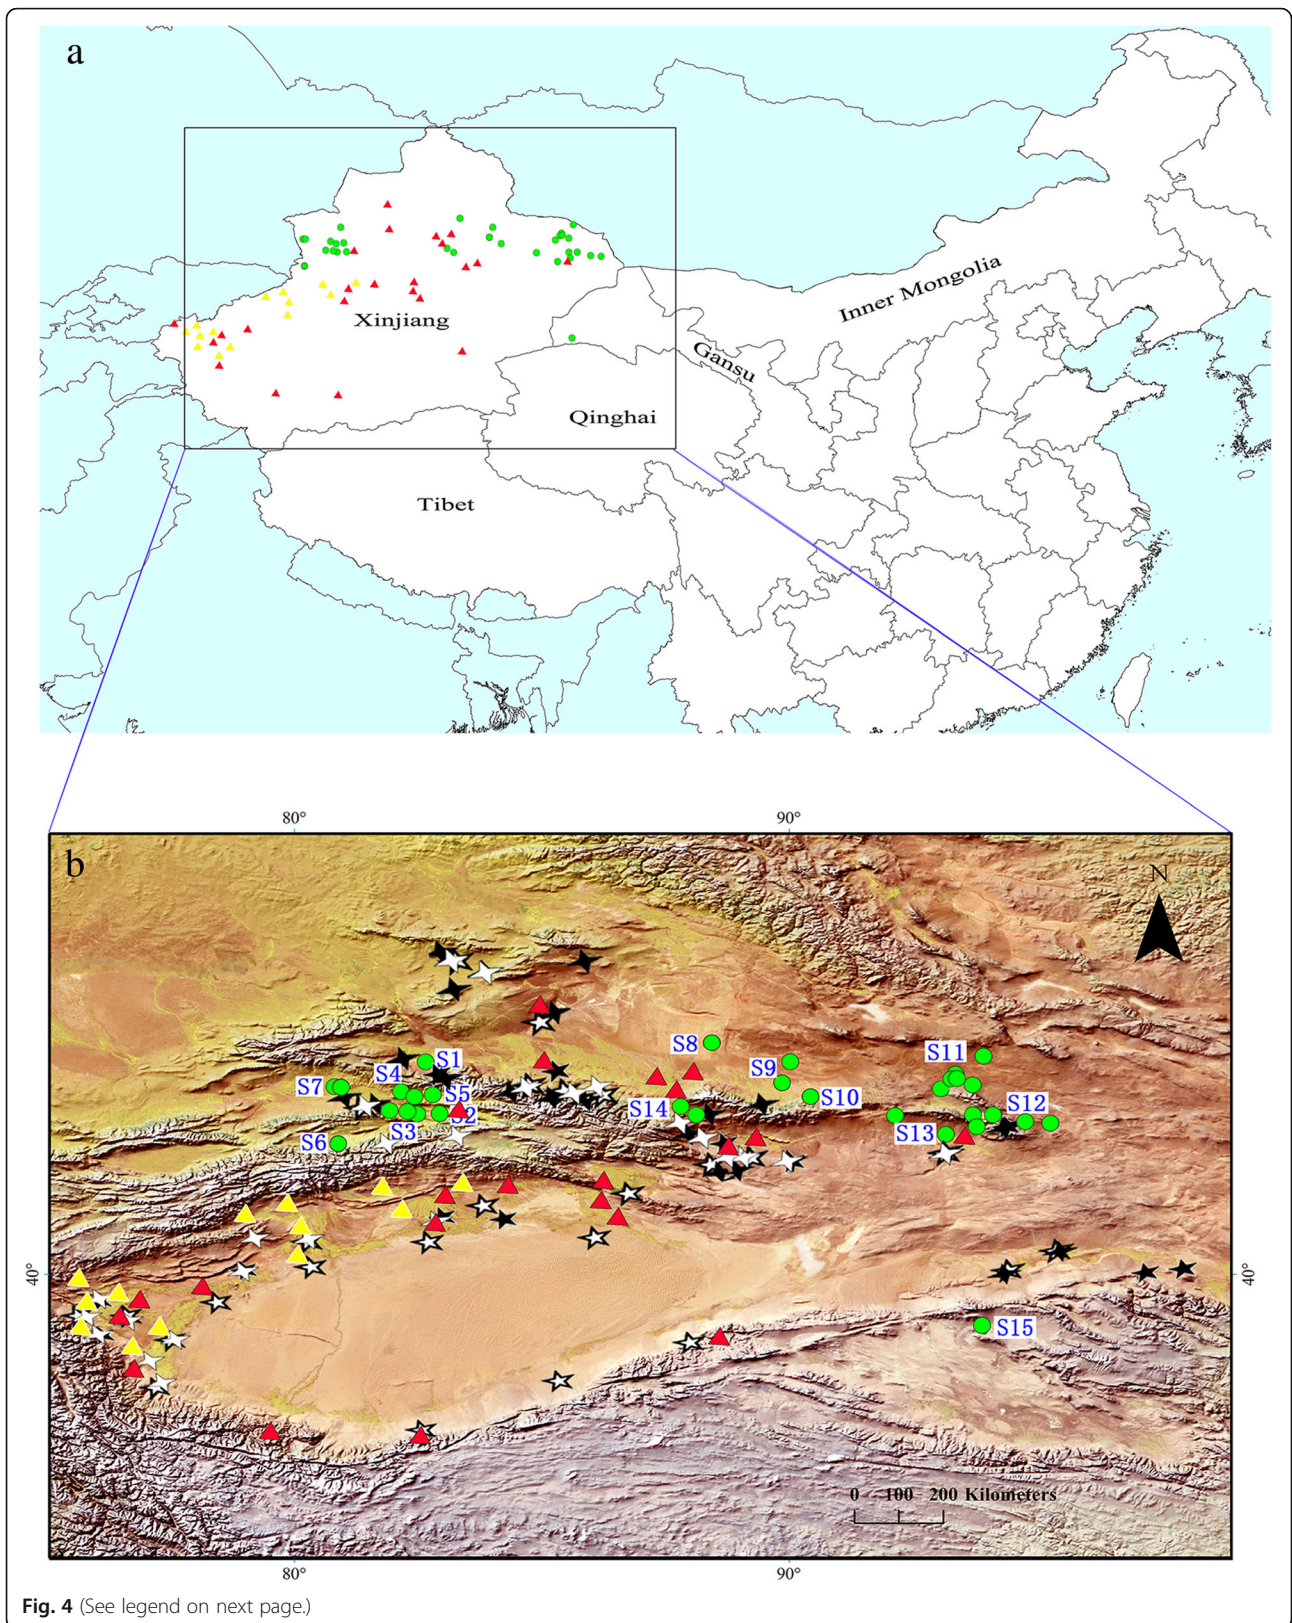 a
Xinjiang
Inner Mongolia
Gansu
Qinghai
Tibet
80°
90°
b
N
S8
S11
S1
S9
S7
S4
S5
S10
S14
S12
S2
S3
S13
S6
40°
40°
S15
0 100 200 Kilometers
80°
90°
Fig. 4 (See legend on next page.)